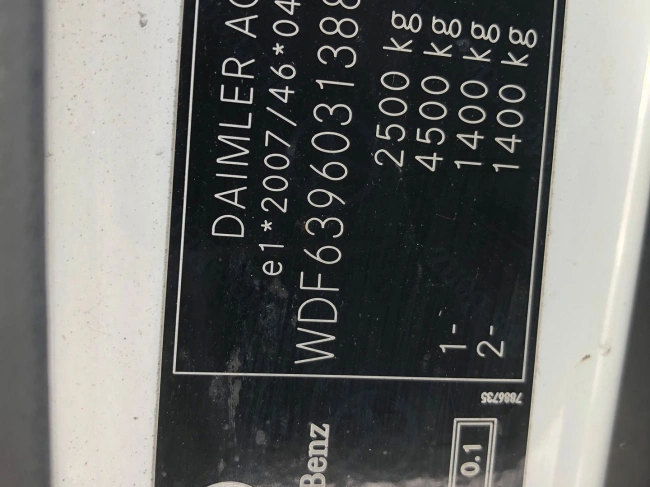 DAIMLER AG
e1*2007/46*04
WDF6396031388
2500 kg
4500 kg
1- 1400 kg
2- 1400 kg
7886735
Benz
0.1